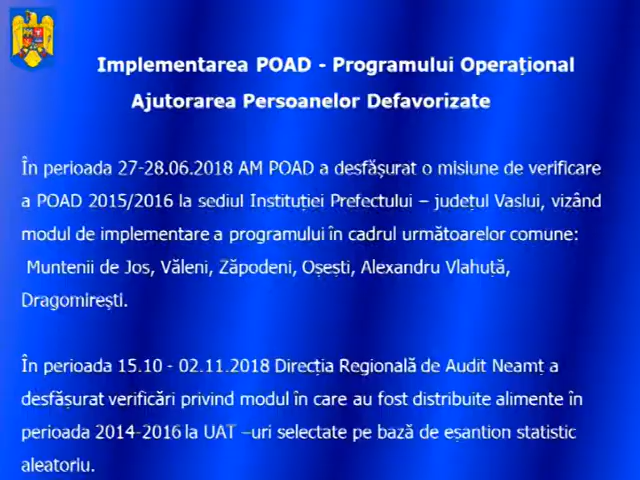 Implementarea POAD - Programului Operațional
Ajutorarea Persoanelor Defavorizate
În perioada 27-28.06.2018 AM POAD a desfășurat o misiune de verificare
a POAD 2015/2016 la sediul Instituției Prefectului – județul Vaslui, vizând
modul de implementare a programului în cadrul următoarelor comune:
Muntenii de Jos, Văleni, Zăpodeni, Oșești, Alexandru Vlahuță,
Dragomirești.
În perioada 15.10 - 02.11.2018 Direcția Regională de Audit Neamț a
desfășurat verificări privind modul în care au fost distribuite alimente în
perioada 2014-2016 la UAT –uri selectate pe bază de eșantion statistic
aleatoriu.